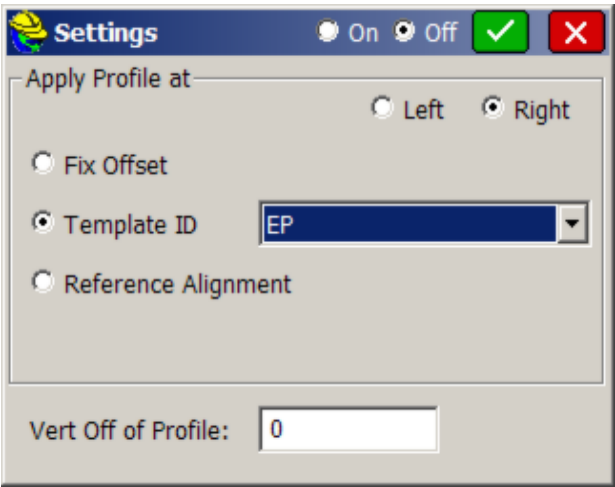 Settings On Off
Apply Profile at
Left Right
Fix Offset
Template ID EP
Reference Alignment
Vert Off of Profile: 0